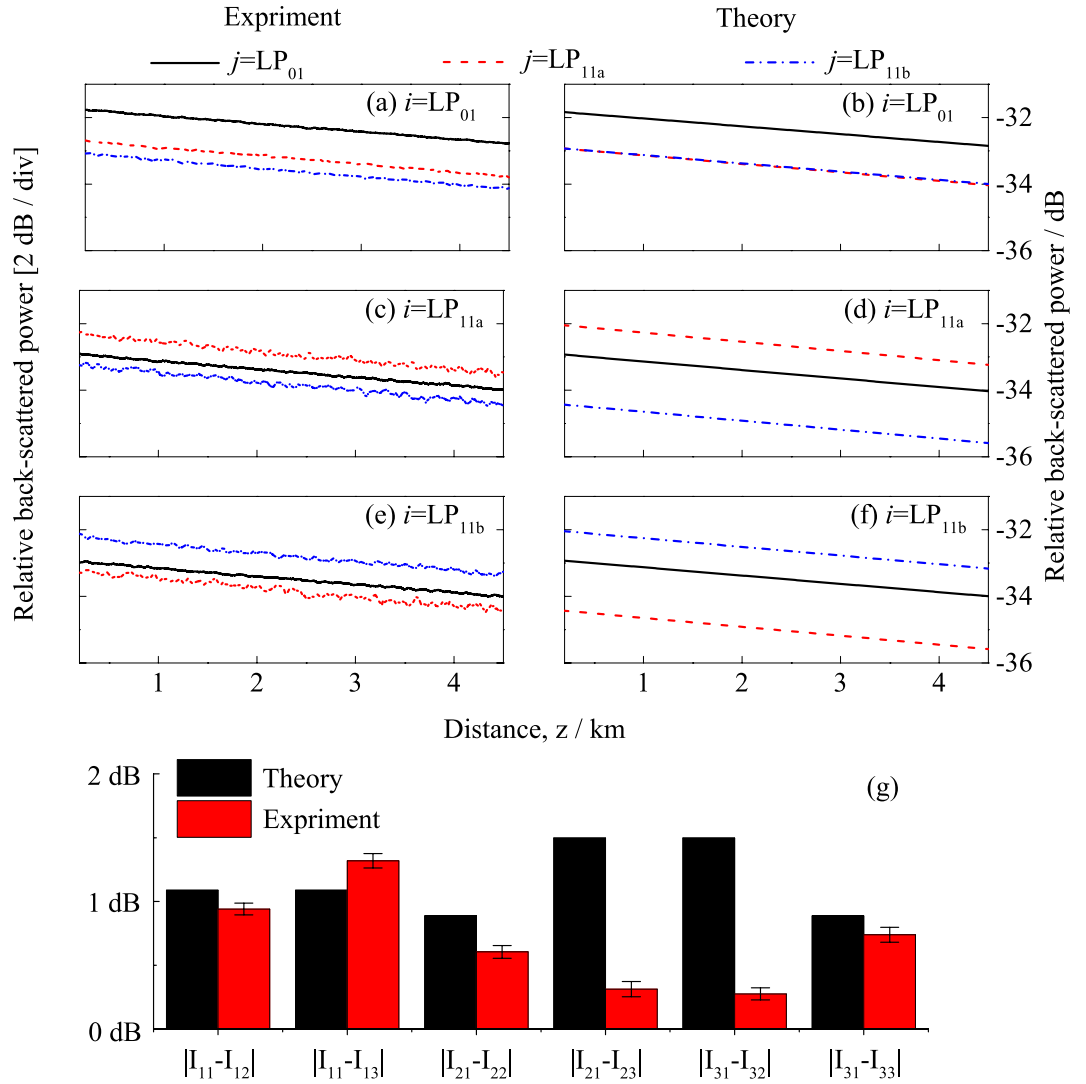 Expriment Theory
j=LP01 j=LP11a j=LP11b
(a) i=LP01 (b) i=LP01
-32
-34
-36
(c) i=LP11a (d) i=LP11a
-32
-34
-36
(e) i=LP11b (f) i=LP11b
-32
-34
-36
1 2 3 4 1 2 3 4
Relative back-scattered power [2 dB / div]
Relative back-scattered power / dB
Distance, z / km
2 dB
1 dB
0 dB
Theory
Expriment
(g)
|I11-I12| |I11-I13| |I21-I22| |I21-I23| |I31-I32| |I31-I33|